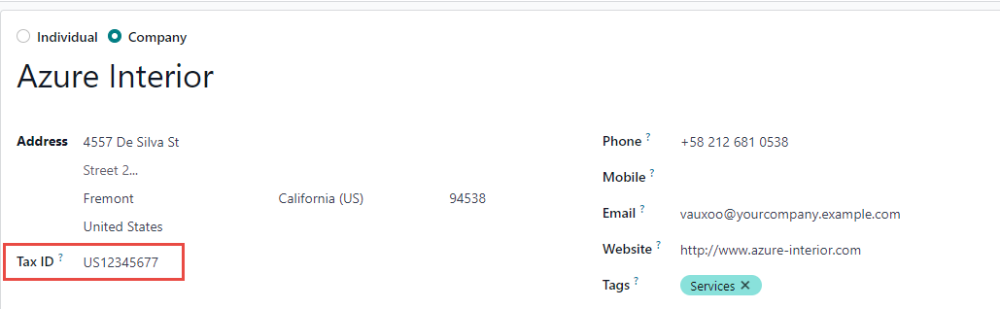 Individual Company
Azure Interior
Address 4557 De Silva St
Street 2...
Fremont California (US) 94538
United States
Tax ID ? US12345677
Phone ? +58 212 681 0538
Mobile ?
Email ? vauxoo@yourcompany.example.com
Website ? http://www.azure-interior.com
Tags ? Services ✕